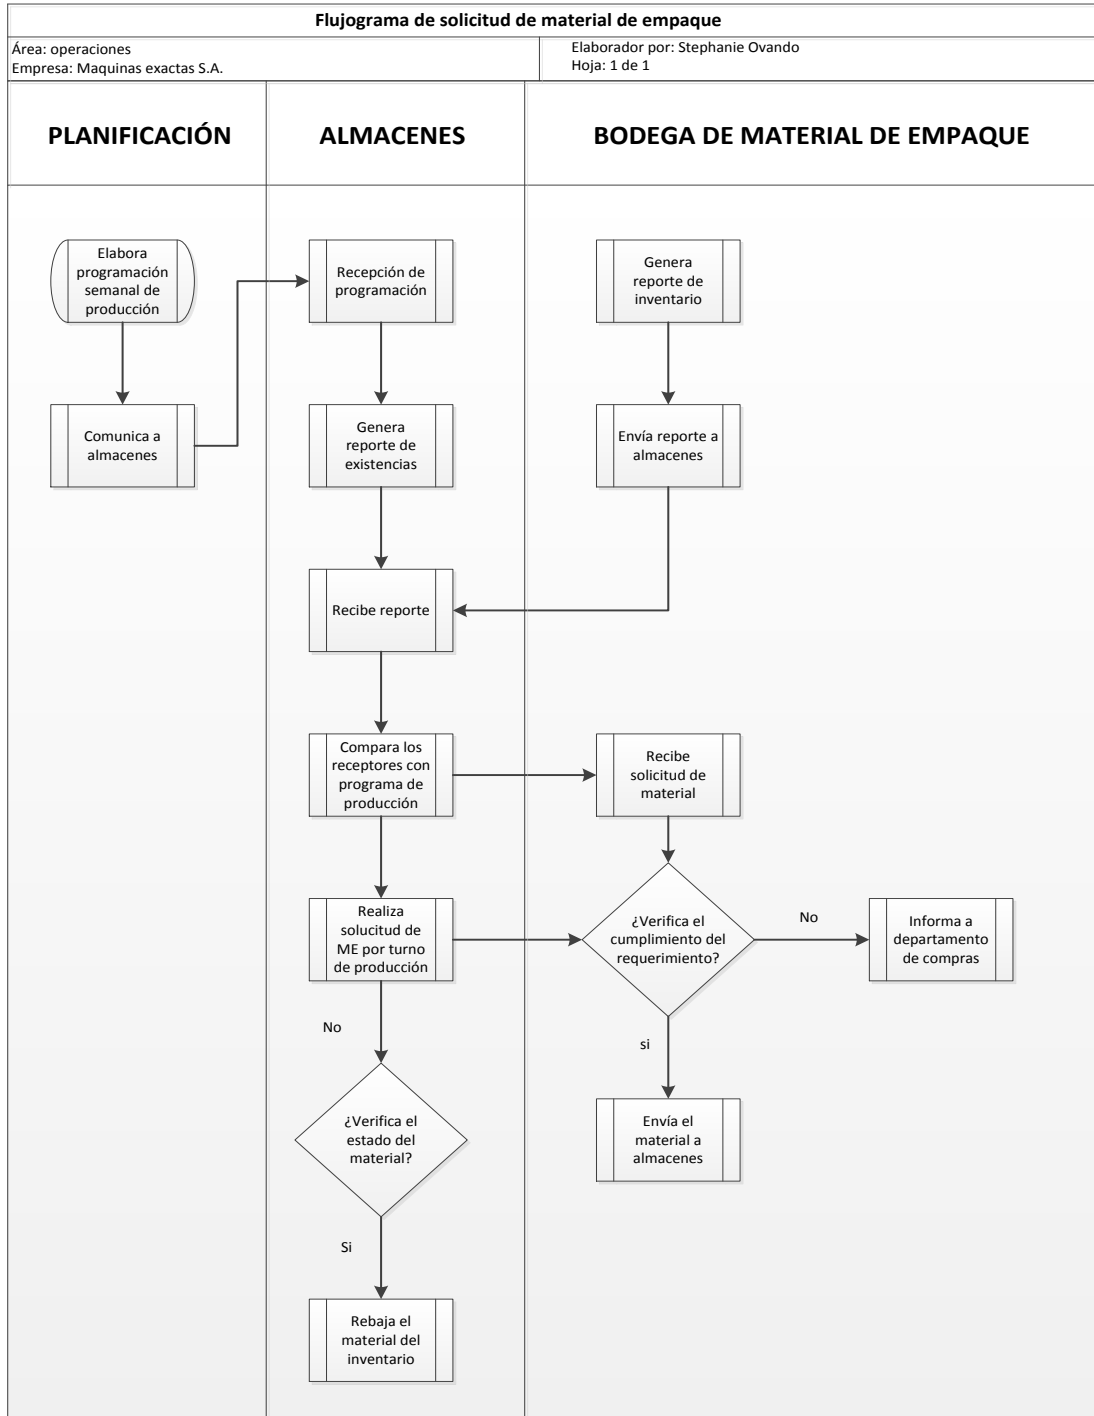 Flujograma de solicitud de material de empaque
Área: operaciones
Empresa: Maquinas exactas S.A.
Elaborador por: Stephanie Ovando
Hoja: 1 de 1
PLANIFICACIÓN
ALMACENES
BODEGA DE MATERIAL DE EMPAQUE
Elabora
programación
semanal de
producción
Recepción de
programación
Genera
reporte de
inventario
Comunica a
almacenes
Genera
reporte de
existencias
Envía reporte a
almacenes
Recibe reporte
Compara los
receptores con
programa de
producción
Recibe
solicitud de
material
Realiza
solucitud de
ME por turno
de producción
¿Verifica el
cumplimiento del
requerimiento?
No
Informa a
departamento
de compras
No
si
¿Verifica el
estado del
material?
Envía el
material a
almacenes
Si
Rebaja el
material del
inventario